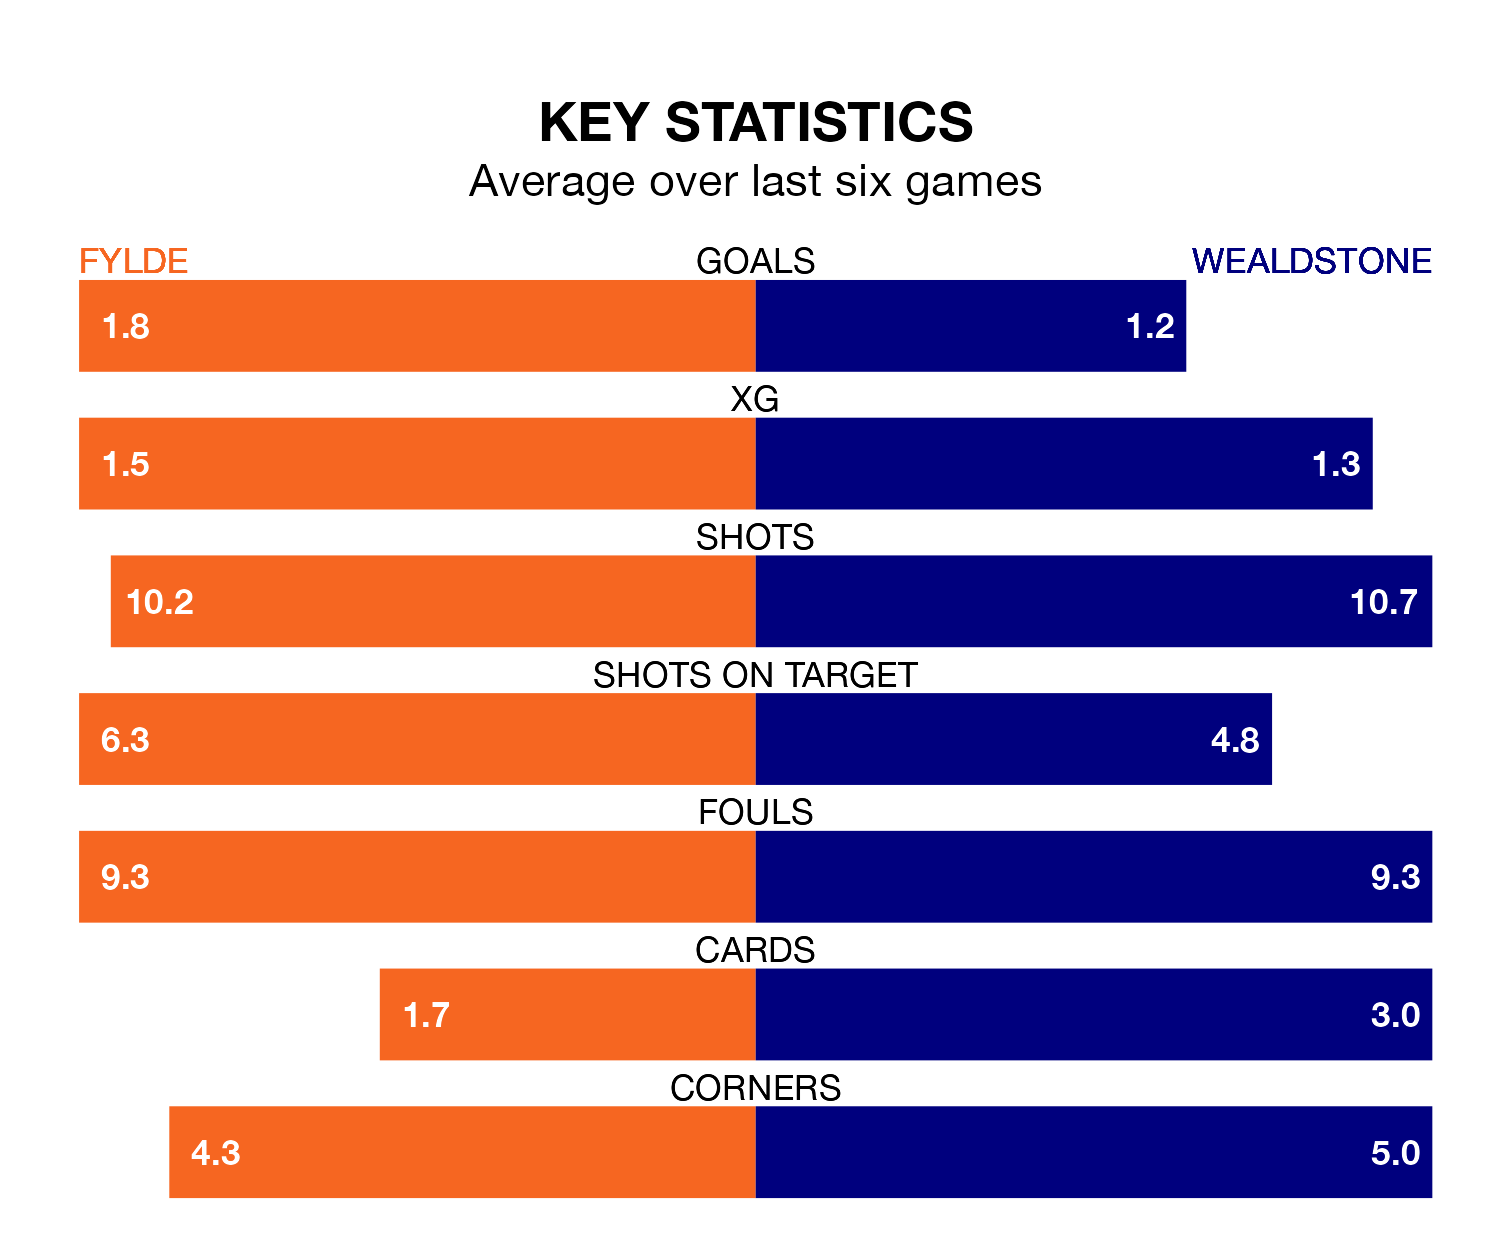 KEY STATISTICS
Average over last six games
FYLDE GOALS WEALDSTONE
1.8 1.2
XG
1.5 1.3
SHOTS
10.2 10.7
SHOTS ON TARGET
6.3 4.8
FOULS
9.3 9.3
CARDS
1.7 3.0
CORNERS
4.3 5.0